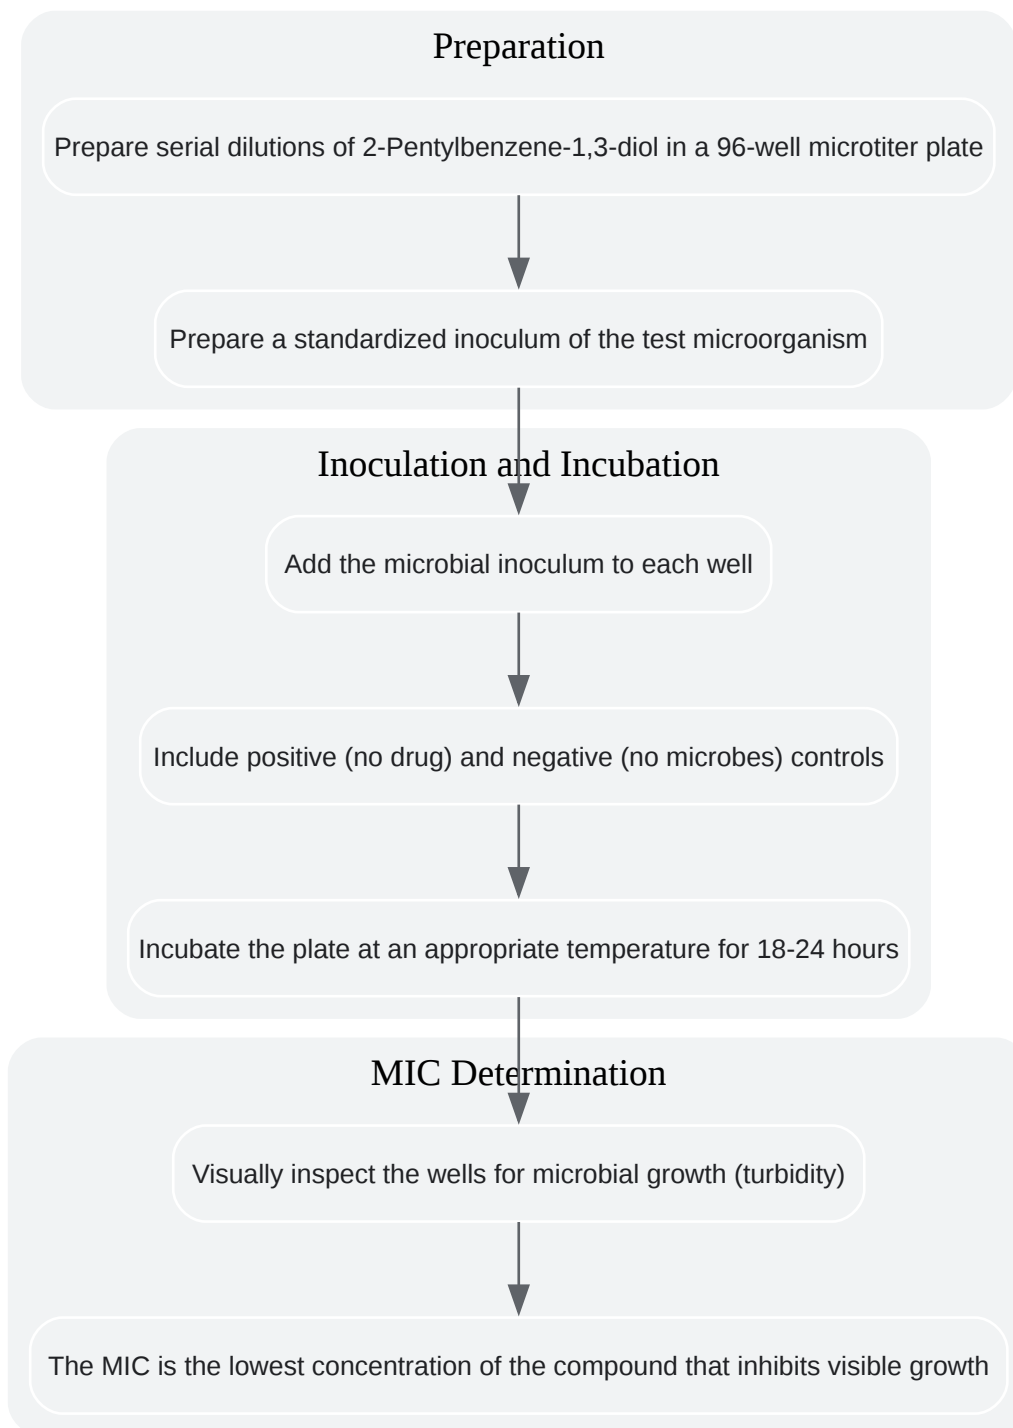 Preparation
Prepare serial dilutions of 2-Pentylbenzene-1,3-diol in a 96-well microtiter plate
Prepare a standardized inoculum of the test microorganism
Inoculation and Incubation
Add the microbial inoculum to each well
Include positive (no drug) and negative (no microbes) controls
Incubate the plate at an appropriate temperature for 18-24 hours
MIC Determination
Visually inspect the wells for microbial growth (turbidity)
The MIC is the lowest concentration of the compound that inhibits visible growth